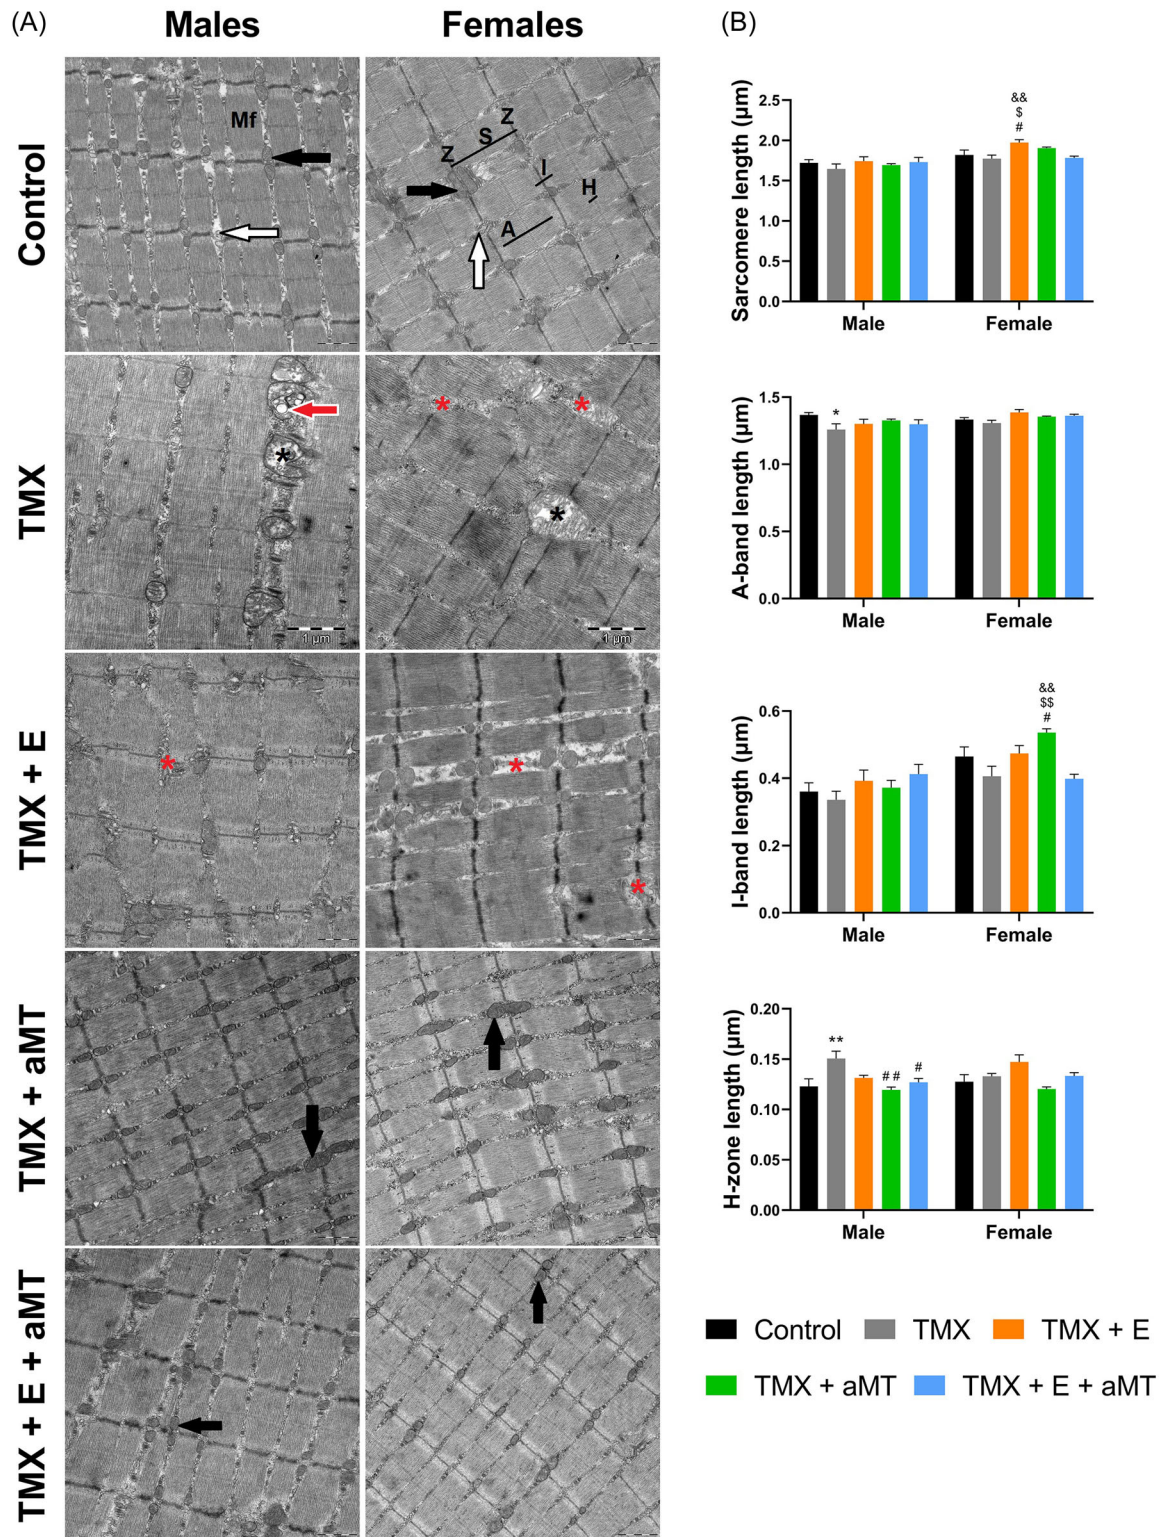 (A)
Males
Females
Control
Mf
Z
S
Z
I
H
A
TMX
*
*
*
*
1 µm
1 µm
TMX + E
*
*
*
TMX + aMT
TMX + E + aMT
(B)
Sarcomere length (µm)
2.5
2.0
1.5
1.0
0.5
0.0
&&
$
#
Male
Female
A-band length (µm)
1.5
1.0
0.5
0.0
*
Male
Female
I-band length (µm)
0.6
0.4
0.2
0.0
&&
$$
#
Male
Female
H-zone length (µm)
0.20
0.15
0.10
0.05
0.00
**
##
#
Male
Female
Control
TMX
TMX + E
TMX + aMT
TMX + E + aMT